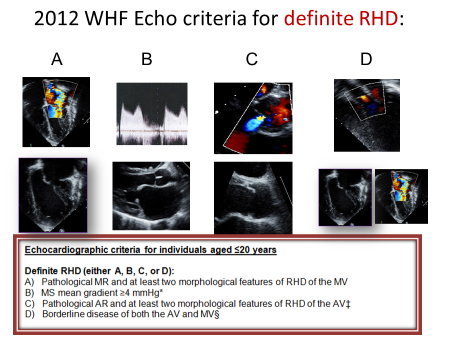 2012 WHF Echo criteria for definite RHD:
A B C D
Echocardiographic criteria for individuals aged ≤20 years
Definite RHD (either A, B, C, or D):
A) Pathological MR and at least two morphological features of RHD of the MV
B) MS mean gradient ≥4 mmHg*
C) Pathological AR and at least two morphological features of RHD of the AV‡
D) Borderline disease of both the AV and MV§